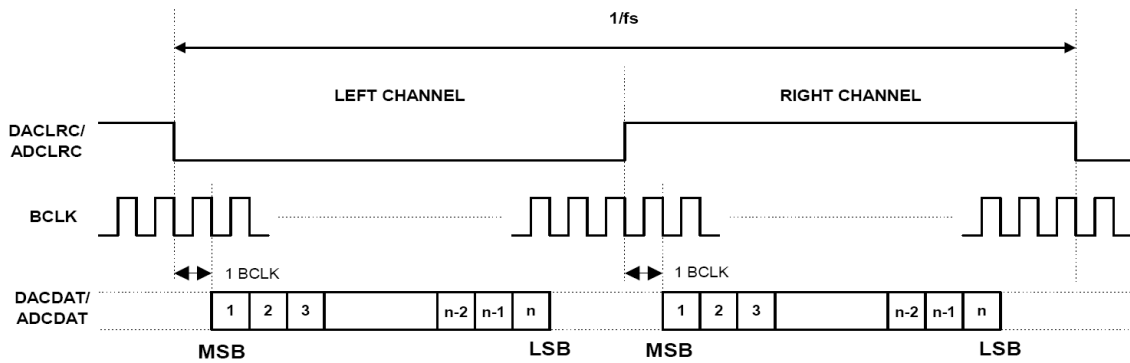 1/fs
LEFT CHANNEL RIGHT CHANNEL
DACLRC/
ADCLRC
BCLK
1 BCLK 1 BCLK
DACDAT/
ADCDAT
1 2 3 n-2 n-1 n 1 2 3 n-2 n-1 n
MSB LSB MSB LSB